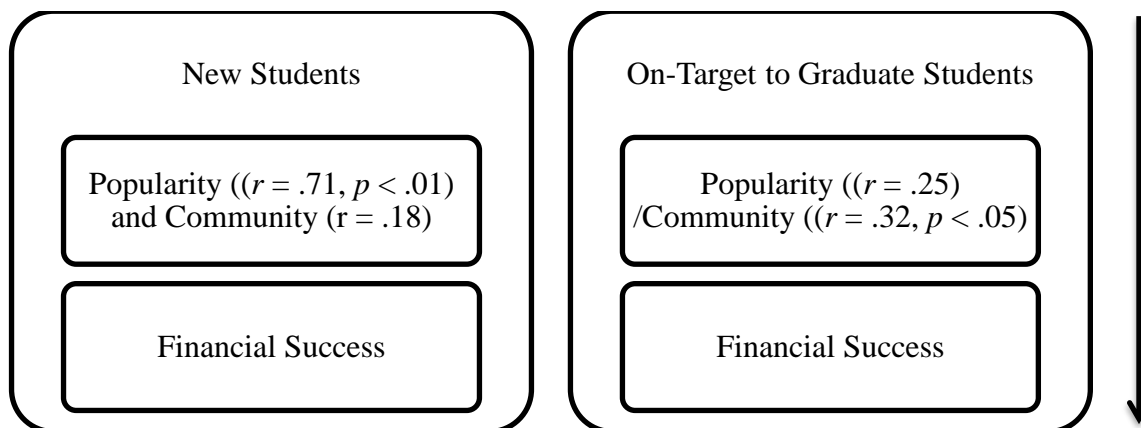 New Students
Popularity ((r = .71, p < .01)
and Community (r = .18)
Financial Success
On-Target to Graduate Students
Popularity ((r = .25)
/Community ((r = .32, p < .05)
Financial Success